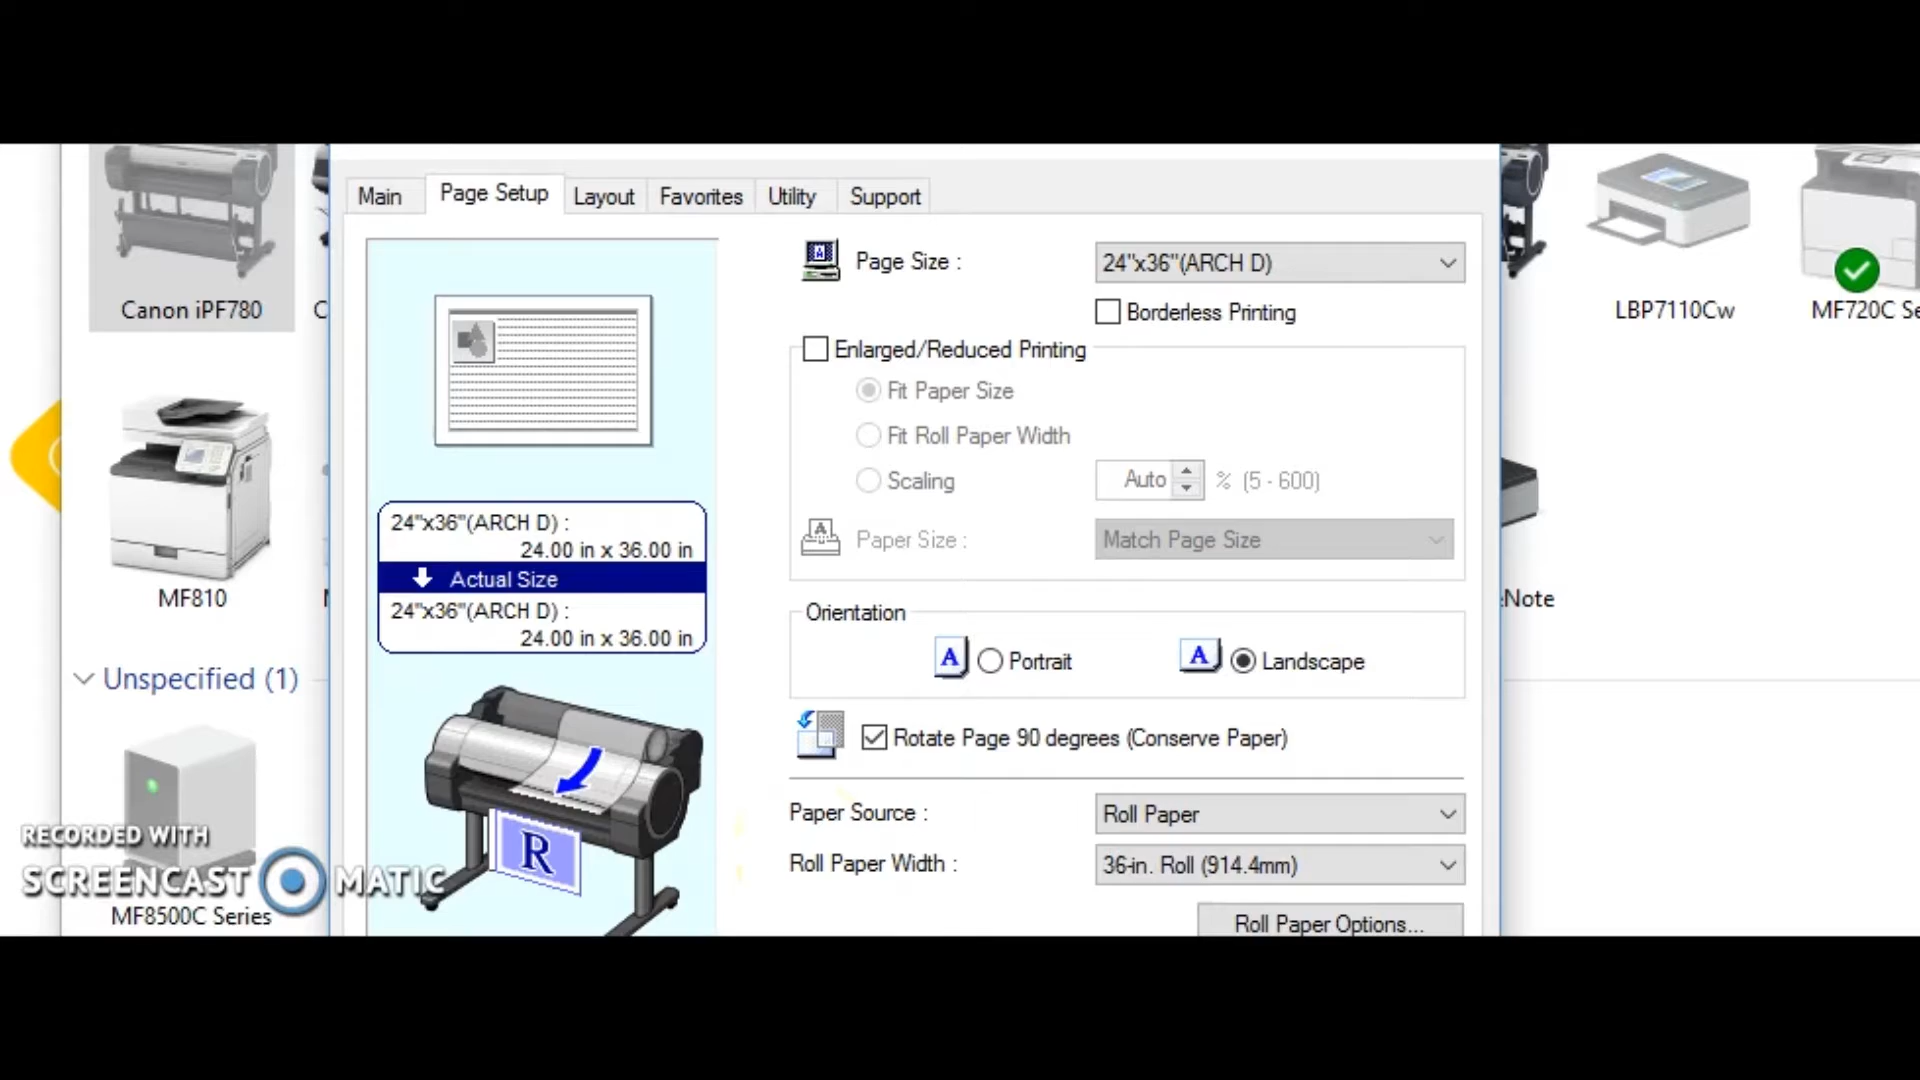 Main
Page Setup
Layout
Favorites
Utility
Support
Page Size :
24"x36"(ARCH D)
Borderless Printing
Enlarged/Reduced Printing
Fit Paper Size
Fit Roll Paper Width
Scaling
Auto
% (5 - 600)
Paper Size :
Match Page Size
24"x36"(ARCH D) :
24.00 in x 36.00 in
Actual Size
24"x36"(ARCH D) :
24.00 in x 36.00 in
Orientation
A
Portrait
A
Landscape
Rotate Page 90 degrees (Conserve Paper)
R
Paper Source :
Roll Paper
Roll Paper Width :
36-in. Roll (914.4mm)
Roll Paper Options...
Canon iPF780
C
LBP7110Cw
MF720C Se
MF810
eNote
Unspecified (1)
MF8500C Series
RECORDED WITH
SCREENCAST MATIC